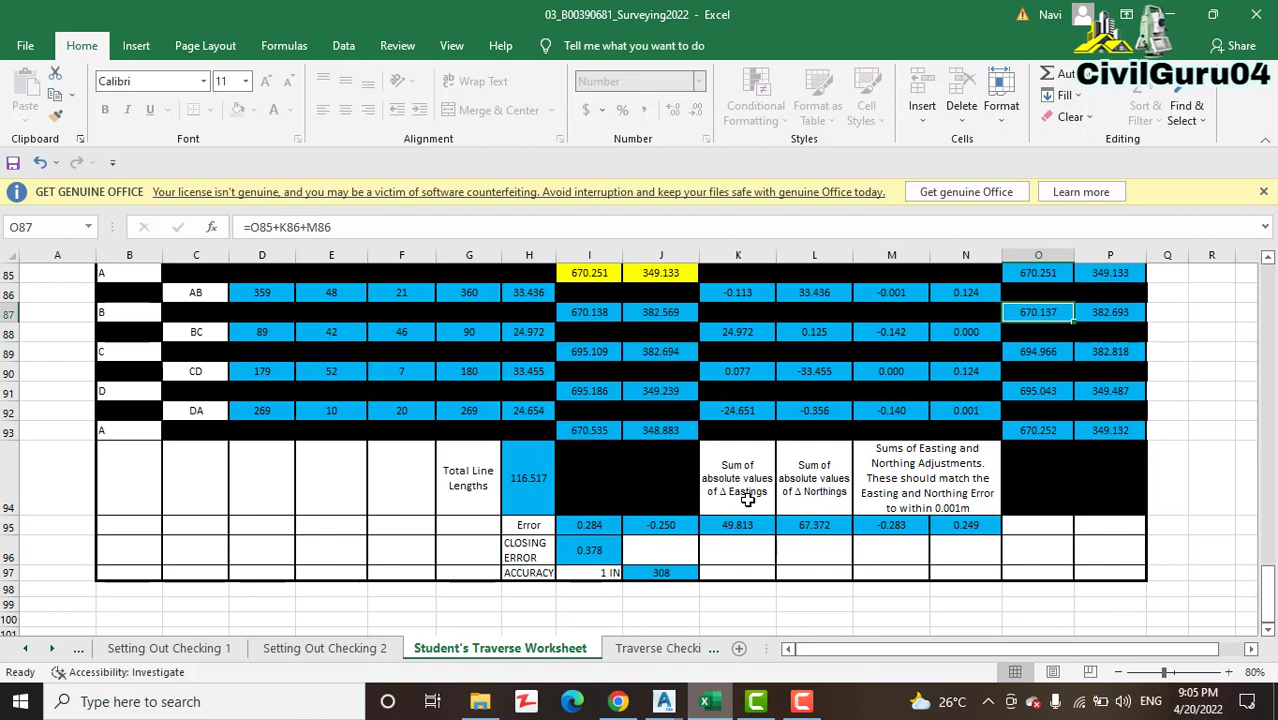 03_B00390681_Surveying2022 - Excel
Navi
CivilGuru04
File Home Insert Page Layout Formulas Data Review View Help Tell me what you want to do Share
Paste Calibri 11 Wrap Text Number Conditional Format as Cell Insert Delete Format Fill Sort & Find &
B I U Merge & Center $ % , Formatting Table Styles Clear Filter Select
Clipboard Font Alignment Number Styles Cells Editing
GET GENUINE OFFICE Your license isn't genuine, and you may be a victim of software counterfeiting. Avoid interruption and keep your files safe with genuine Office today. Get genuine Office Learn more
O87 fx =O85+K86+M86
A B C D E F G H I J K L M N O P Q R
85 A 670.251 349.133 670.251 349.133
86 AB 359 48 21 360 33.436 -0.113 33.436 -0.001 0.124
87 B 670.138 382.569 670.137 382.693
88 BC 89 42 46 90 24.972 24.972 0.125 -0.142 0.000
89 C 695.109 382.694 694.966 382.818
90 CD 179 52 7 180 33.455 0.077 -33.455 0.000 0.124
91 D 695.186 349.239 695.043 349.487
92 DA 269 10 20 269 24.654 -24.651 -0.356 -0.140 0.001
93 A 670.535 348.883 670.252 349.132
94 Total Line Lengths 116.517 Sum of absolute values of Δ Eastings Sum of absolute values of Δ Northings Sums of Easting and Northing Adjustments. These should match the Easting and Northing Error to within 0.001m
95 Error 0.284 -0.250 49.813 67.372 -0.283 0.249
96 CLOSING ERROR 0.378
97 ACCURACY 1 IN 308
98
99
100
101
... Setting Out Checking 1 Setting Out Checking 2 Student's Traverse Worksheet Traverse Checki ...
Ready Accessibility: Investigate 80%
Type here to search 26°C ENG 9:05 PM
4/20/2022